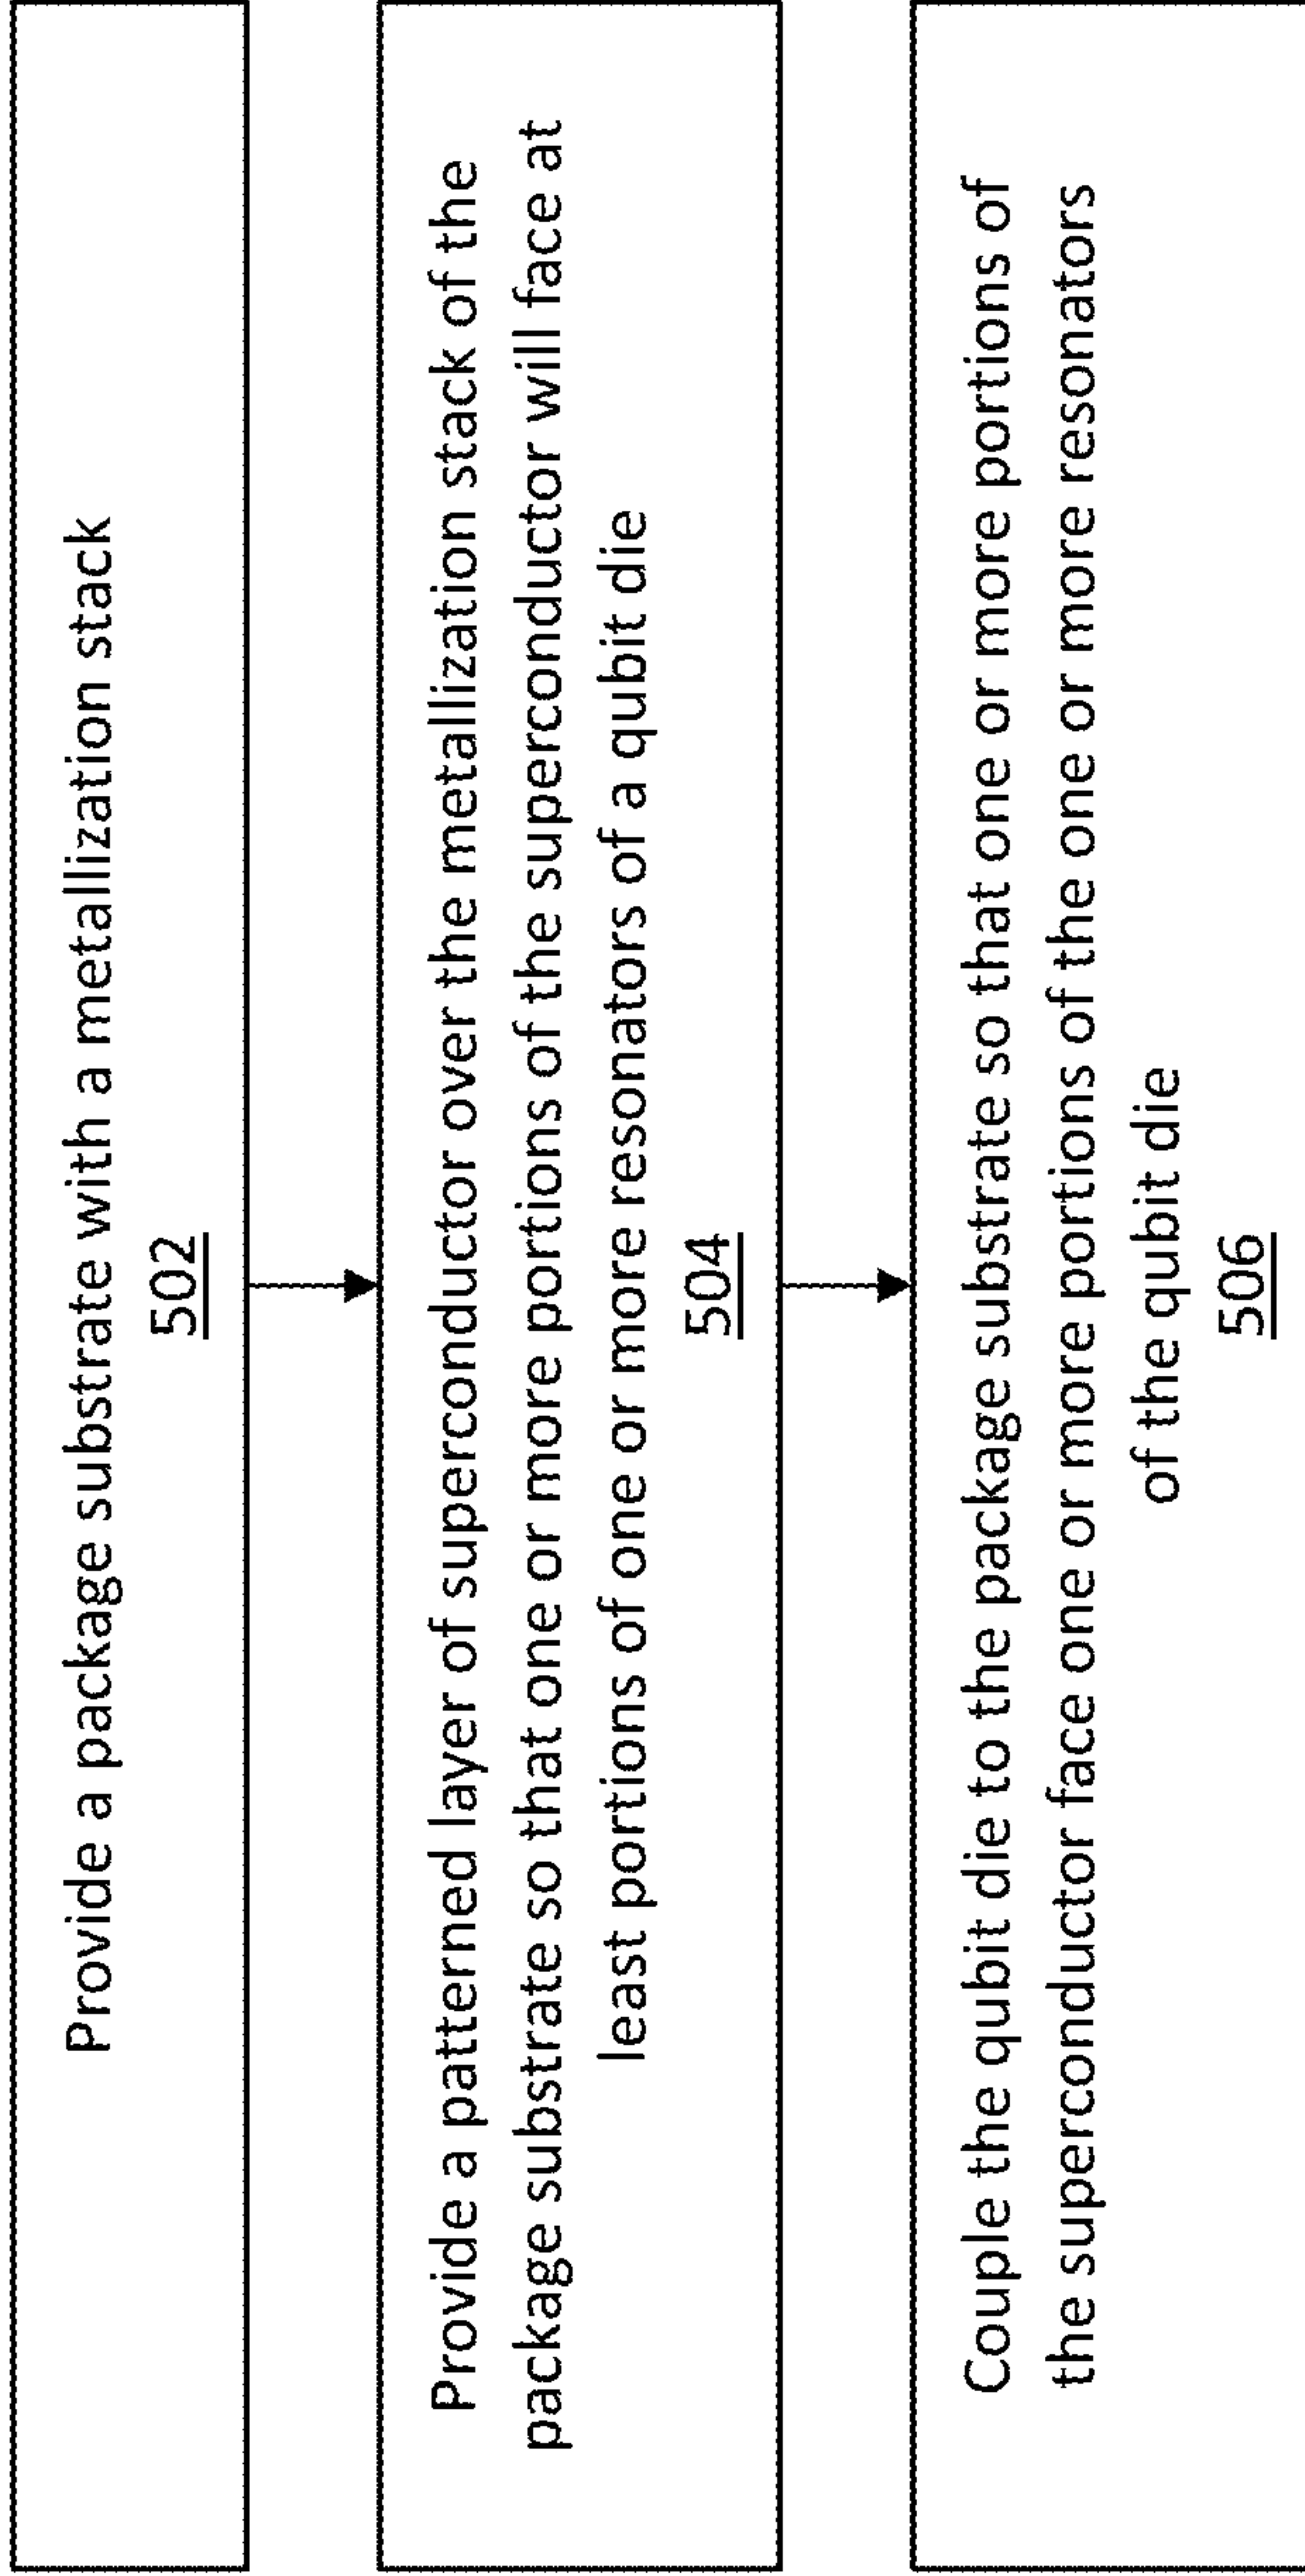 Provide a package substrate with a metallization stack
502
Provide a patterned layer of superconductor over the metallization stack of the
package substrate so that one or more portions of the superconductor will face at
least portions of one or more resonators of a qubit die
504
Couple the qubit die to the package substrate so that one or more portions of
the superconductor face one or more portions of the one or more resonators
of the qubit die
506